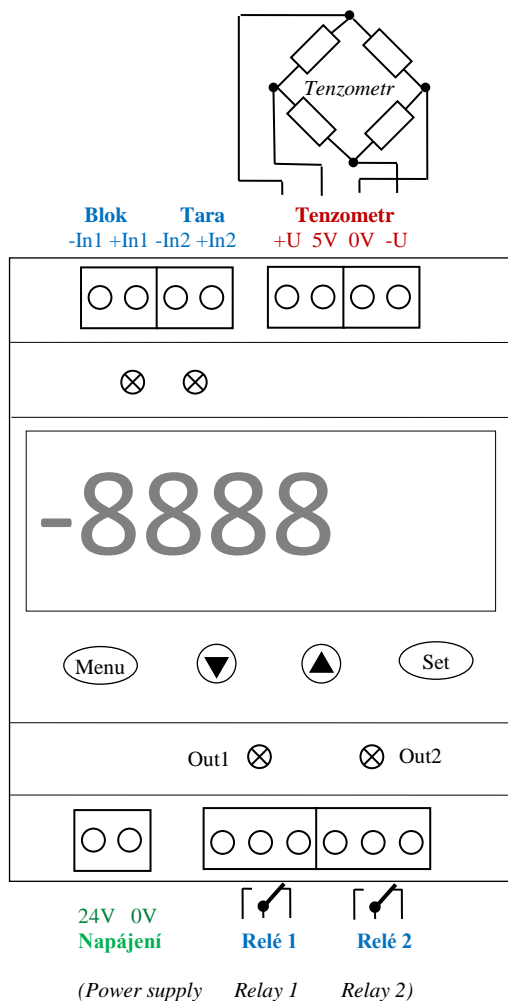 Tenzometr
Blok Tara Tenzometr
-In1 +In1 -In2 +In2 +U 5V 0V -U
-8888
Menu Set
Out1 Out2
24V 0V
Napájení Relé 1 Relé 2
(Power supply Relay 1 Relay 2)